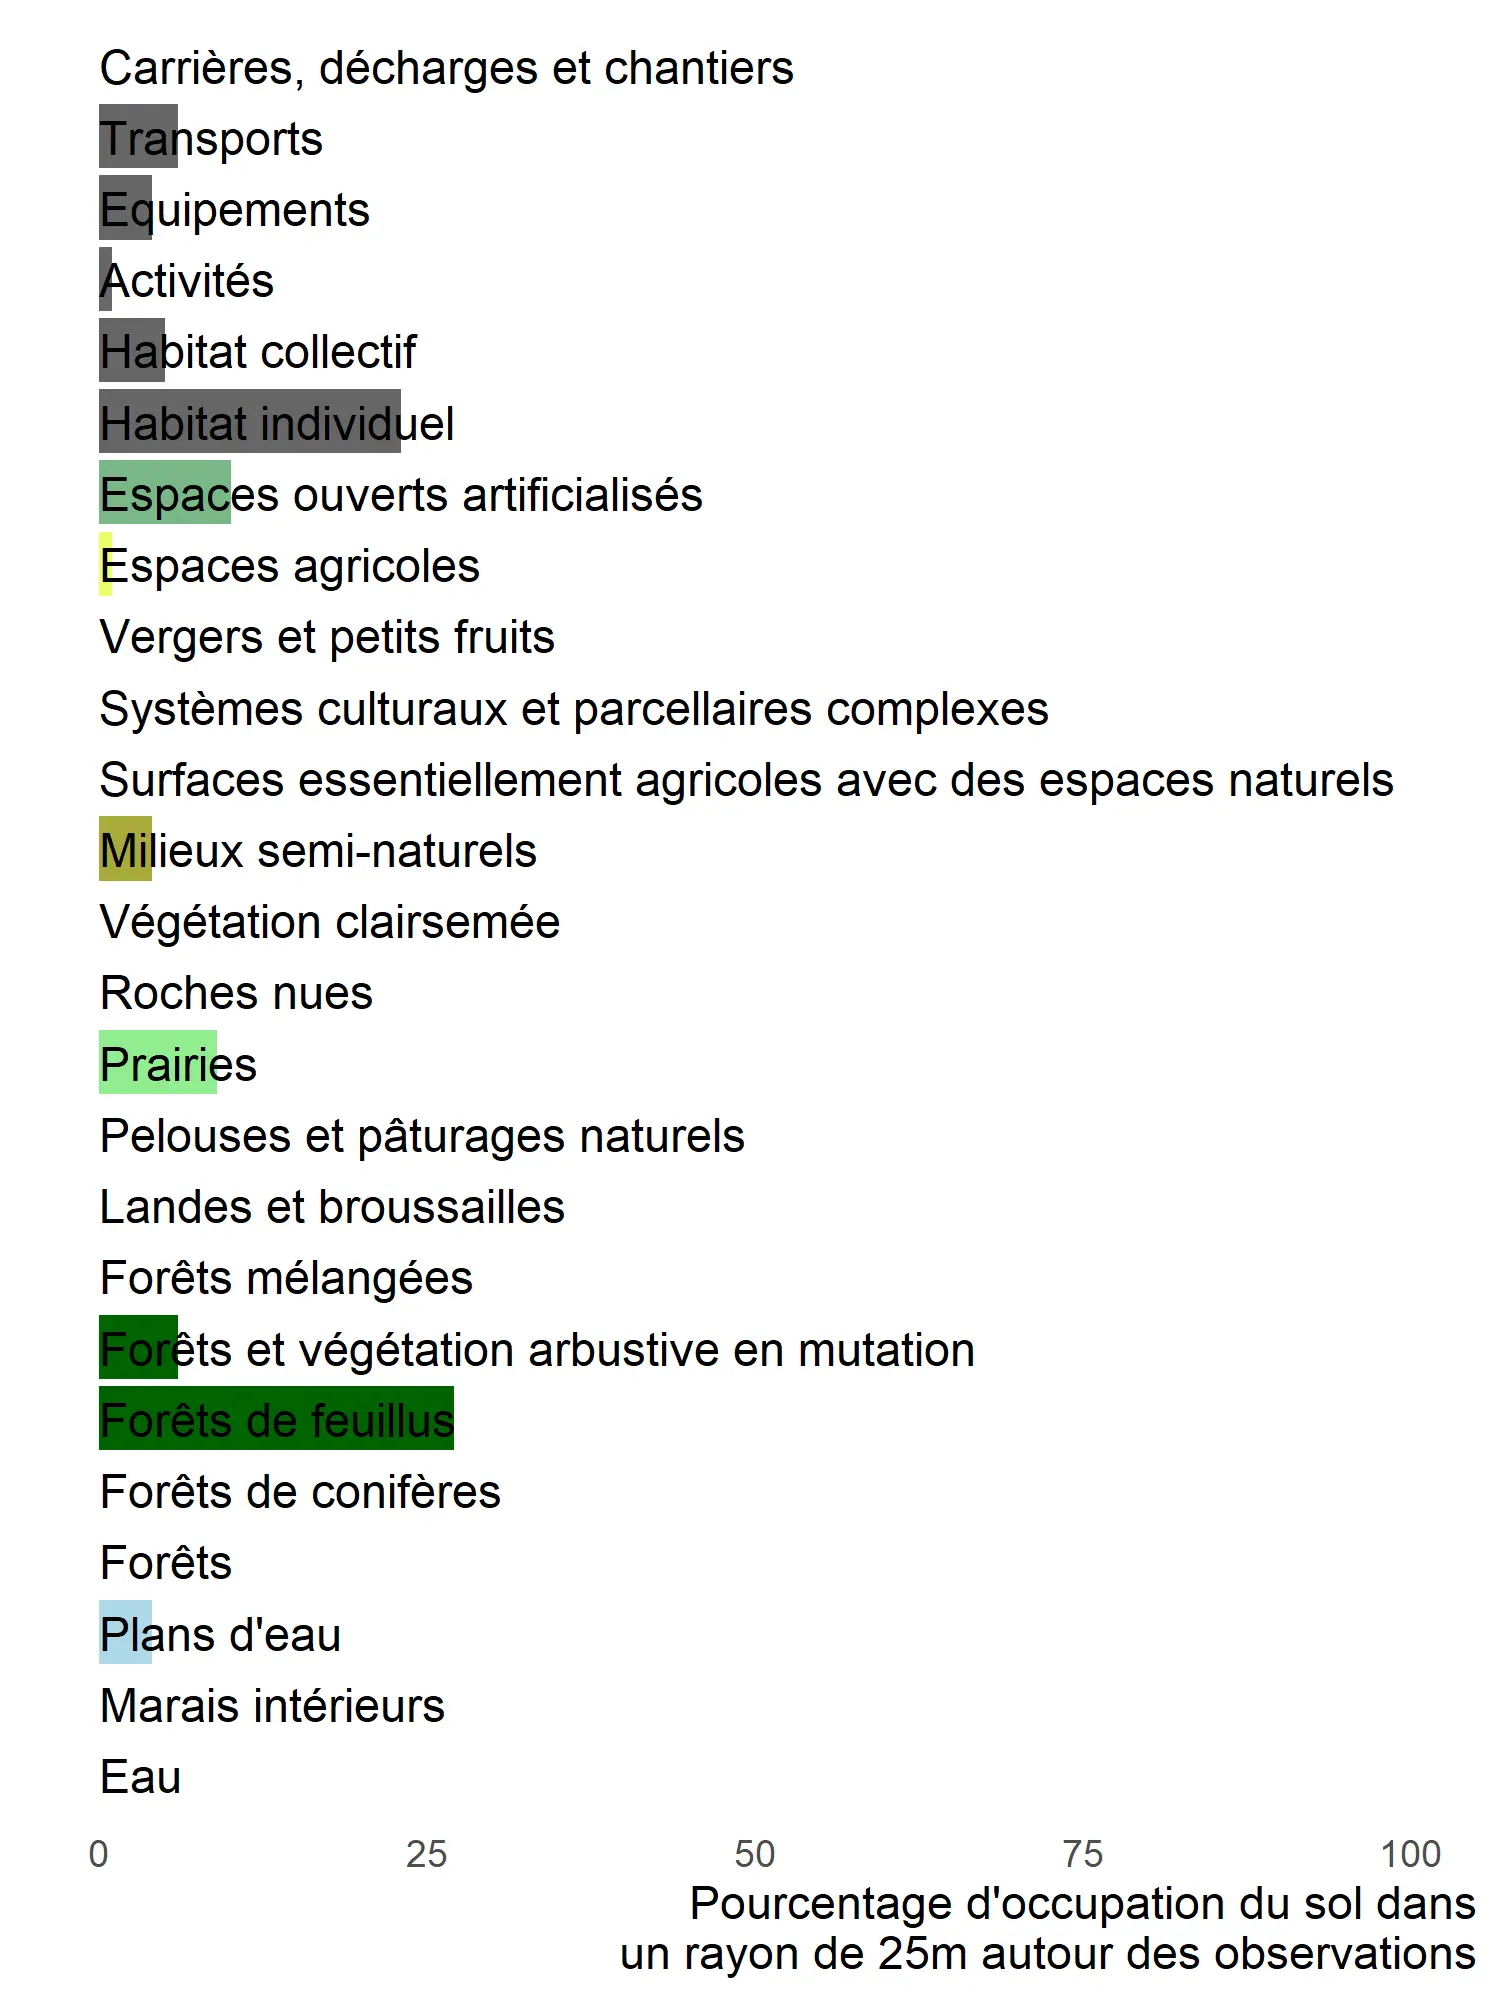 Carrières, décharges et chantiers
Transports
Equipements
Activités
Habitat collectif
Habitat individuel
Espaces ouverts artificialisés
Espaces agricoles
Vergers et petits fruits
Systèmes culturaux et parcellaires complexes
Surfaces essentiellement agricoles avec des espaces naturels
Milieux semi-naturels
Végétation clairsemée
Roches nues
Prairies
Pelouses et pâturages naturels
Landes et broussailles
Forêts mélangées
Forêts et végétation arbustive en mutation
Forêts de feuillus
Forêts de conifères
Forêts
Plans d'eau
Marais intérieurs
Eau
0 25 50 75 100
Pourcentage d'occupation du sol dans
un rayon de 25m autour des observations